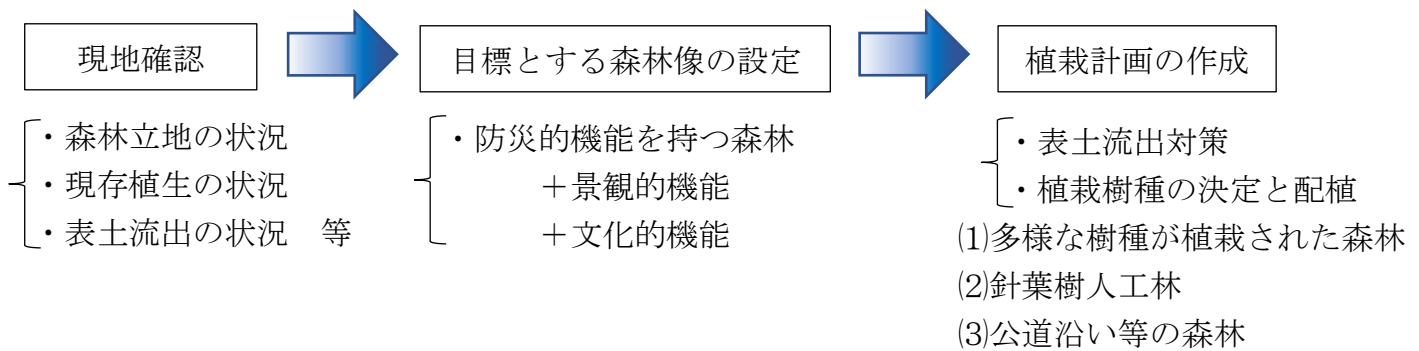 現地確認
・森林立地の状況
・現存植生の状況
・表土流出の状況　等
目標とする森林像の設定
・防災的機能を持つ森林
＋景観的機能
＋文化的機能
植栽計画の作成
・表土流出対策
・植栽樹種の決定と配植
⑴多様な樹種が植栽された森林
⑵針葉樹人工林
⑶公道沿い等の森林